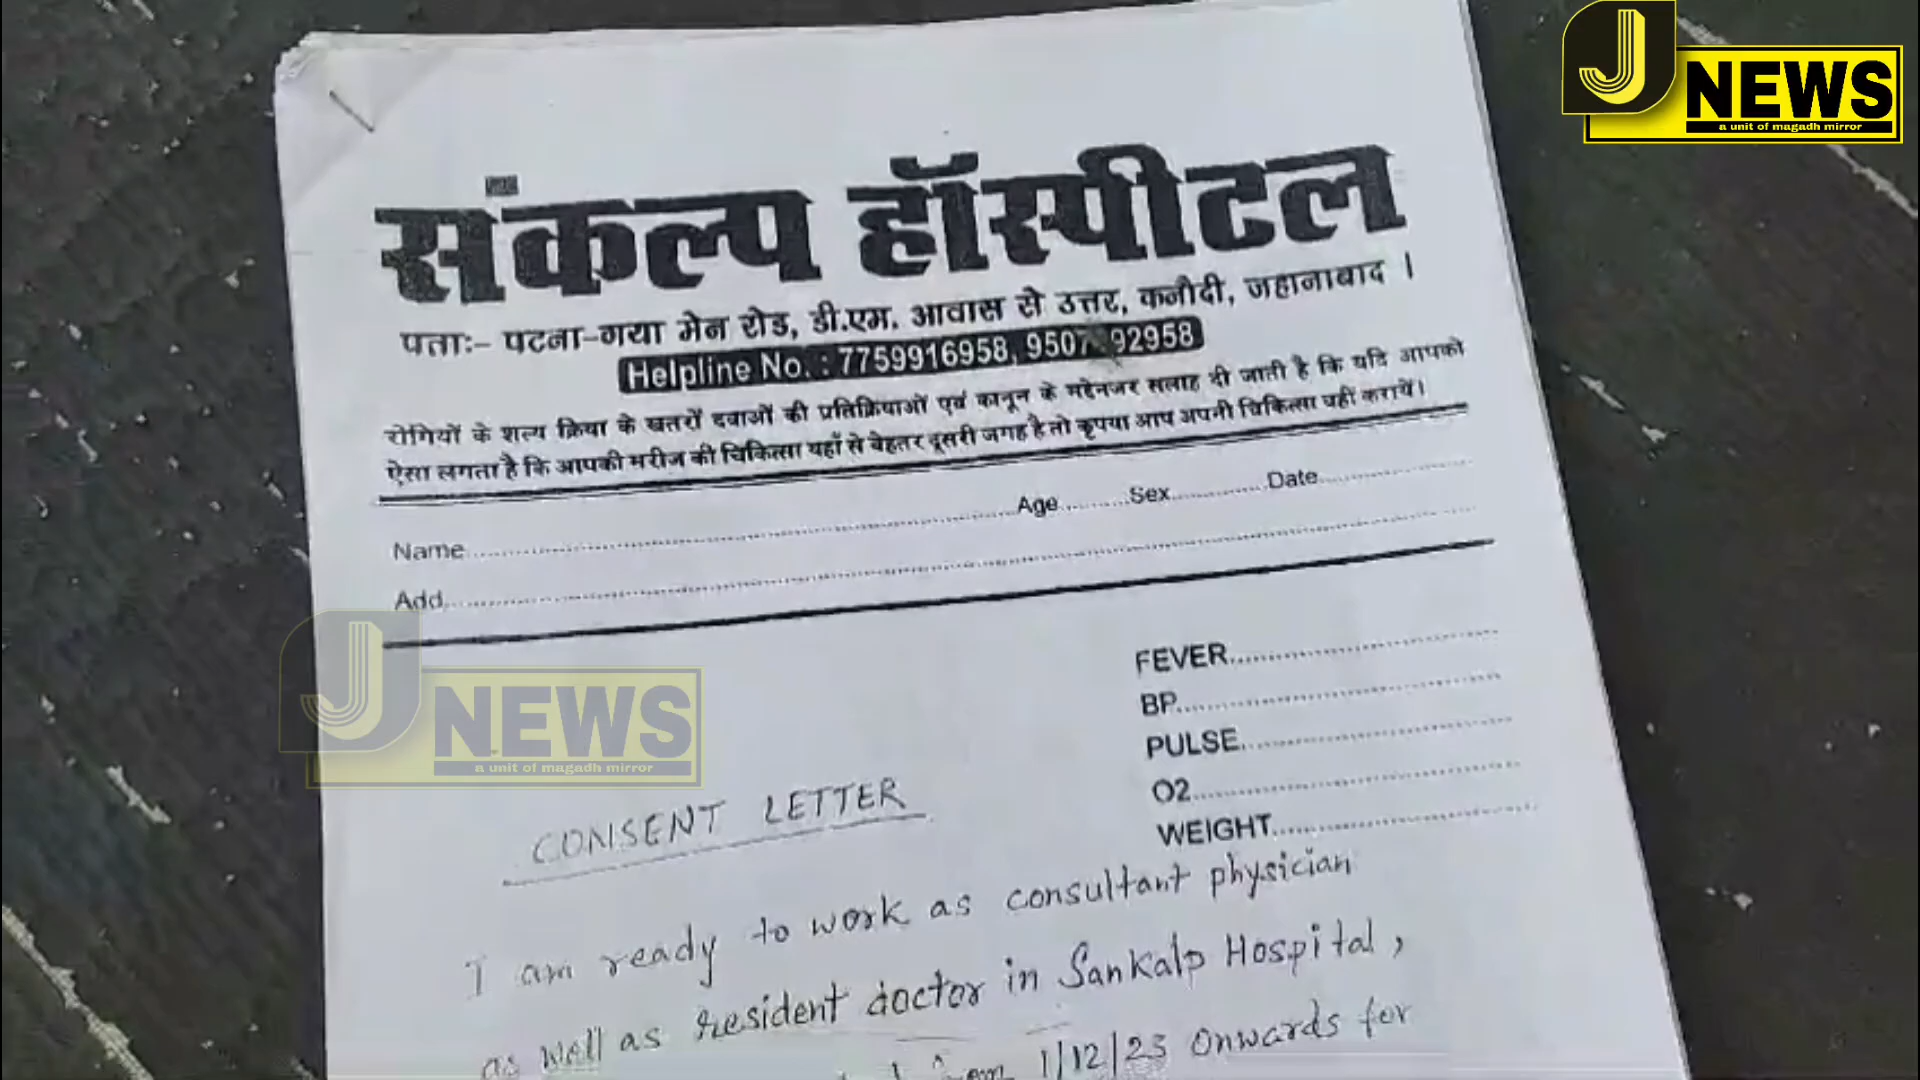 J NEWS
a unit of magadh mirror
संकल्प हॉस्पीटल
पताः- पटना-गया मेन रोड, डी.एम. आवास से उत्तर, कनौदी, जहानाबाद ।
Helpline No. : 7759916958, 9507 92958
रोगियों के शल्य क्रिया के खतरों दवाओं की प्रतिक्रियाओं एवं कानून के मद्देनजर सलाह दी जाती है कि यदि आपको
ऐसा लगता है कि आपकी मरीज की चिकित्सा यहाँ से बेहतर दूसरी जगह है तो कृपया आप अपनी चिकित्सा वहीं करायें।
Name..........Age..........Sex..........Date..........
Add..........
FEVER..........
BP..........
PULSE..........
O2..........
WEIGHT..........
J NEWS
a unit of magadh mirror
CONSENT LETTER
I am ready to work as consultant physician
as well as resident doctor in Sankalp Hospital,
1/12/23 onwards for